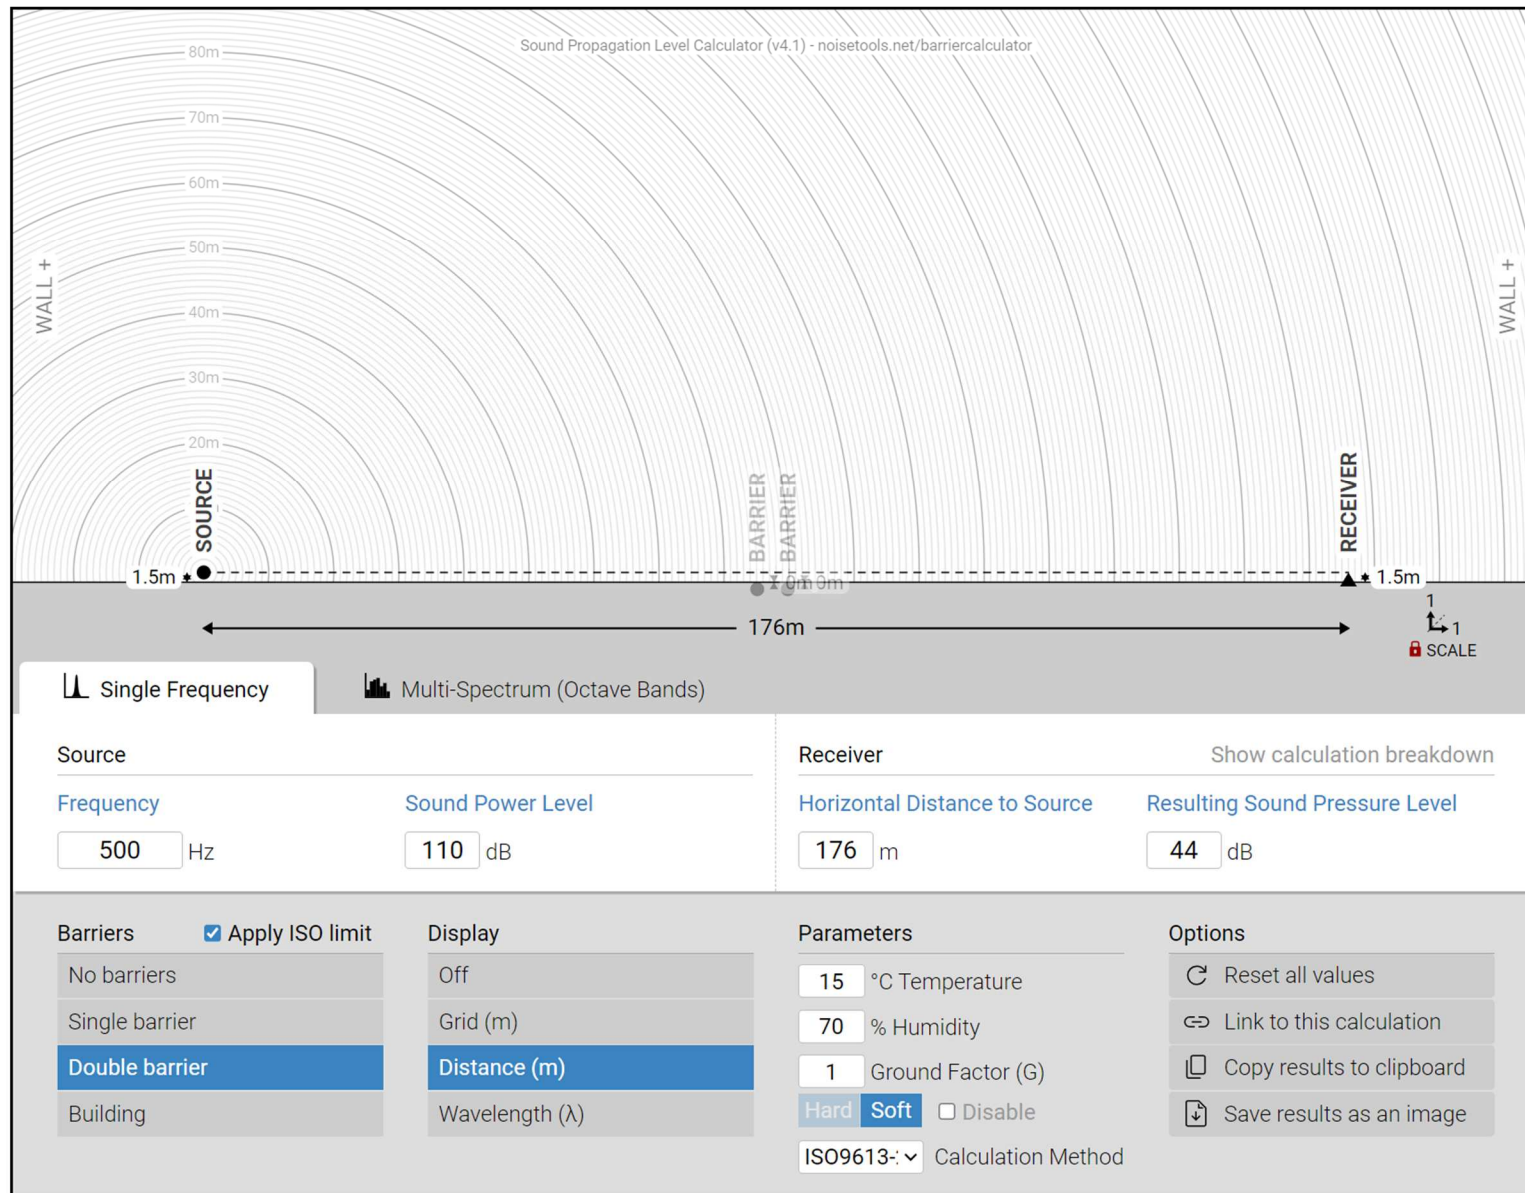 Sound Propagation Level Calculator (v4.1) - noisetools.net/barriercalculator
80m
70m
60m
50m
40m
30m
20m
WALL +
WALL +
SOURCE
BARRIER
BARRIER
RECEIVER
1.5m
0m
0m
1.5m
176m
1
1
SCALE
Single Frequency
Multi-Spectrum (Octave Bands)
Source
Receiver
Show calculation breakdown
Frequency
Sound Power Level
Horizontal Distance to Source
Resulting Sound Pressure Level
500 Hz
110 dB
176 m
44 dB
Barriers
Apply ISO limit
Display
Parameters
Options
No barriers
Off
15 °C Temperature
Reset all values
Single barrier
Grid (m)
70 % Humidity
Link to this calculation
Double barrier
Distance (m)
1 Ground Factor (G)
Copy results to clipboard
Building
Wavelength (λ)
Hard Soft Disable
Save results as an image
ISO9613-: Calculation Method